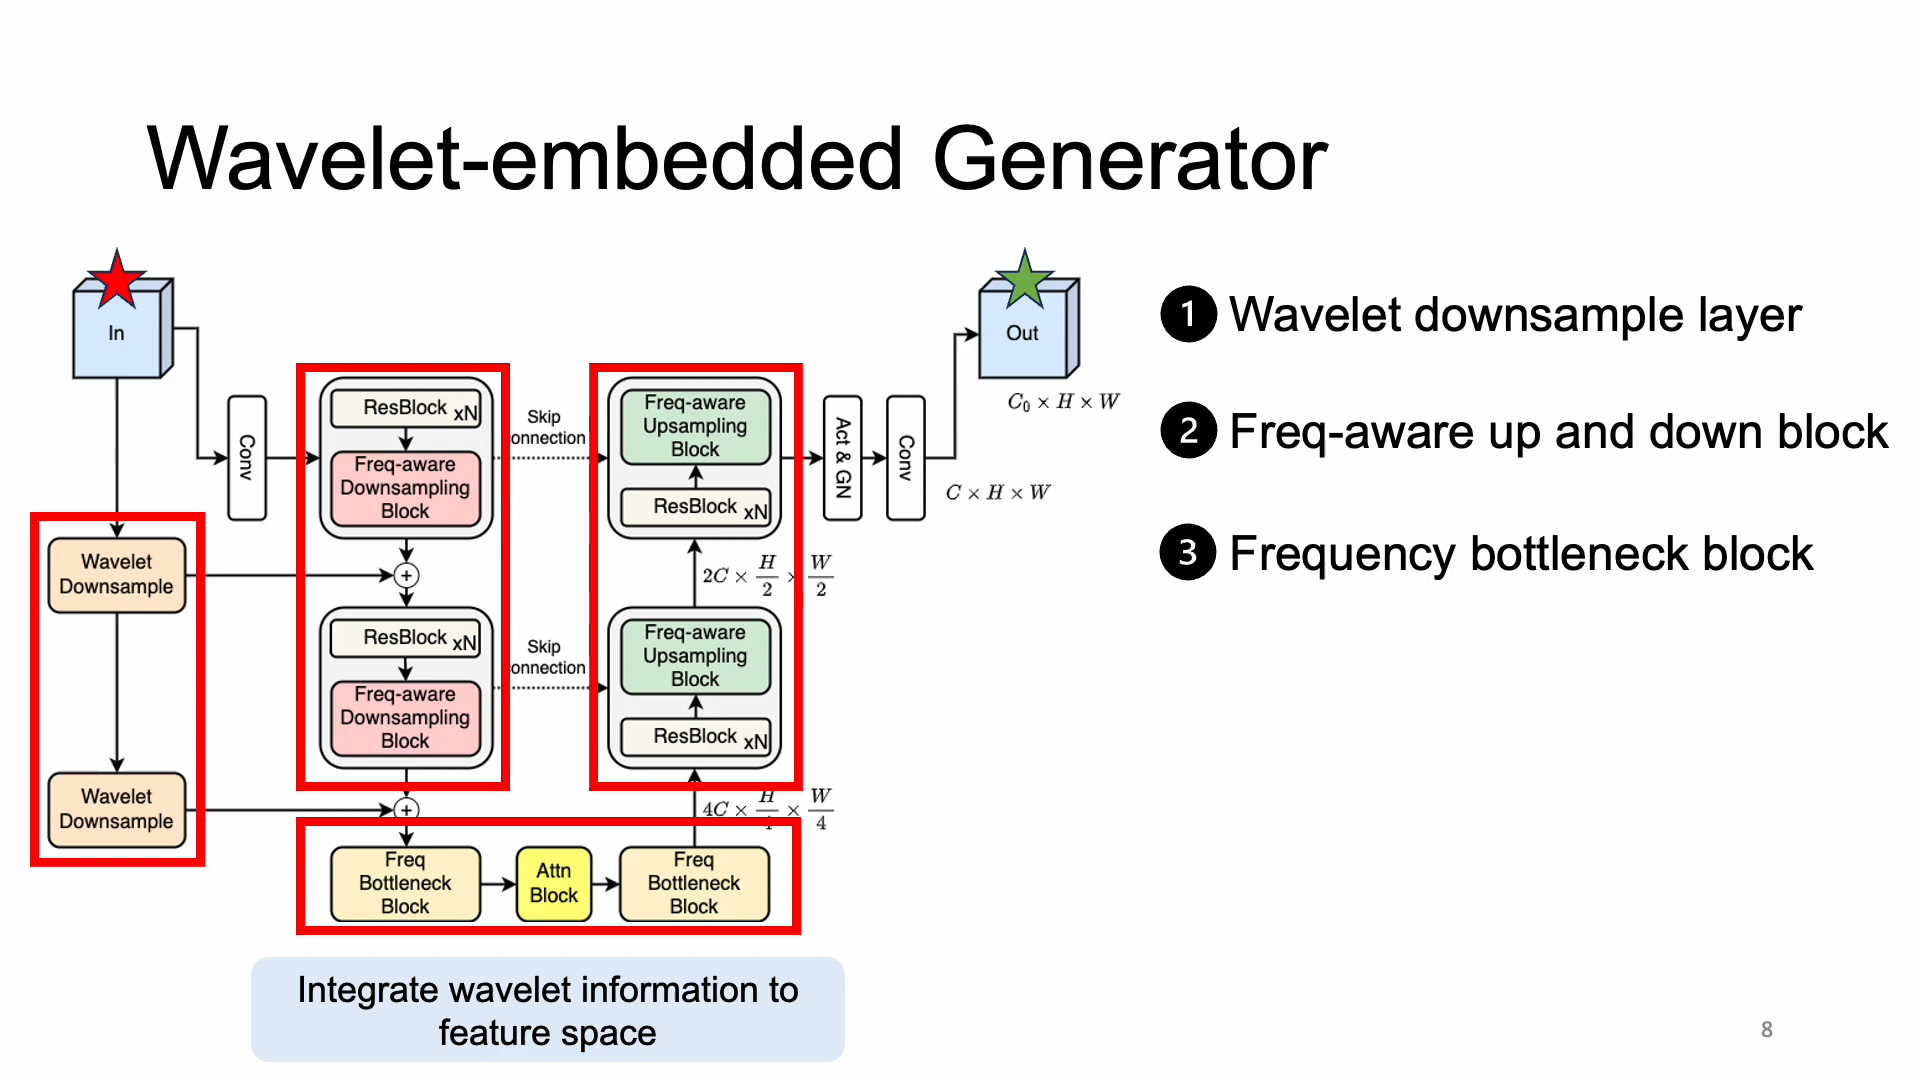 Wavelet-embedded Generator
In
Out
C₀ × H × W
C × H × W
Conv
ResBlock xN
Freq-aware
Downsampling
Block
Skip
onnection
Freq-aware
Upsampling
Block
ResBlock xN
Act & GN
Conv
Wavelet
Downsample
+
2C × H/2 × W/2
ResBlock xN
Freq-aware
Downsampling
Block
Skip
onnection
Freq-aware
Upsampling
Block
ResBlock xN
Wavelet
Downsample
+
4C × H/4 × W/4
Freq
Bottleneck
Block
Attn
Block
Freq
Bottleneck
Block
Integrate wavelet information to
feature space
1 Wavelet downsample layer
2 Freq-aware up and down block
3 Frequency bottleneck block
8